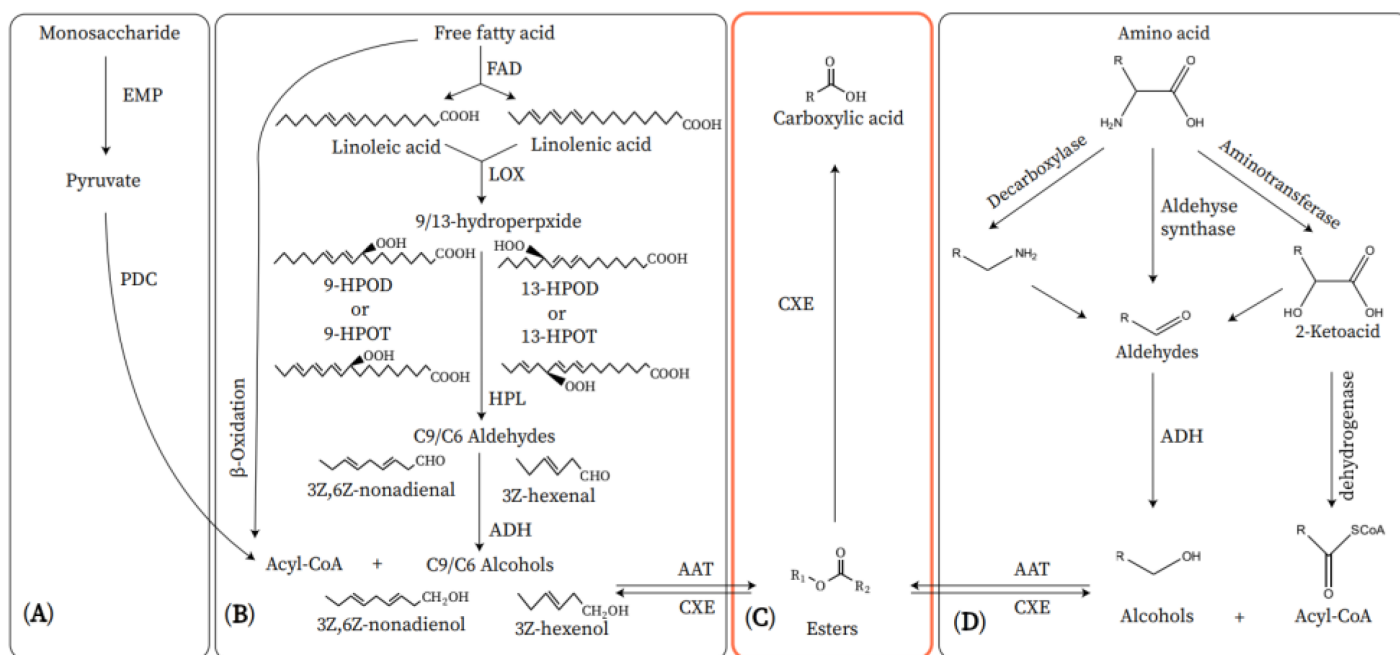 Monosaccharide
EMP
Pyruvate
PDC
(A)
Free fatty acid
FAD
COOH
COOH
Linoleic acid
Linolenic acid
LOX
9/13-hydroperpxide
OOH
COOH
HOO
COOH
9-HPOD
or
9-HPOT
13-HPOD
or
13-HPOT
OOH
COOH
COOH
OOH
HPL
β-Oxidation
C9/C6 Aldehydes
CHO
CHO
3Z,6Z-nonadienal
3Z-hexenal
ADH
Acyl-CoA + C9/C6 Alcohols
CH2OH
CH2OH
3Z,6Z-nonadienol
3Z-hexenol
(B)
AAT
CXE
O
R OH
Carboxylic acid
CXE
O
R1 O R2
Esters
(C)
AAT
CXE
Amino acid
R O
H2N OH
Decarboxylase
Aldehyse
synthase
Aminotransferase
R NH2
R O
Aldehydes
R O
HO OH
2-Ketoacid
ADH
dehydrogenase
R OH
R SCoA
O
Alcohols + Acyl-CoA
(D)